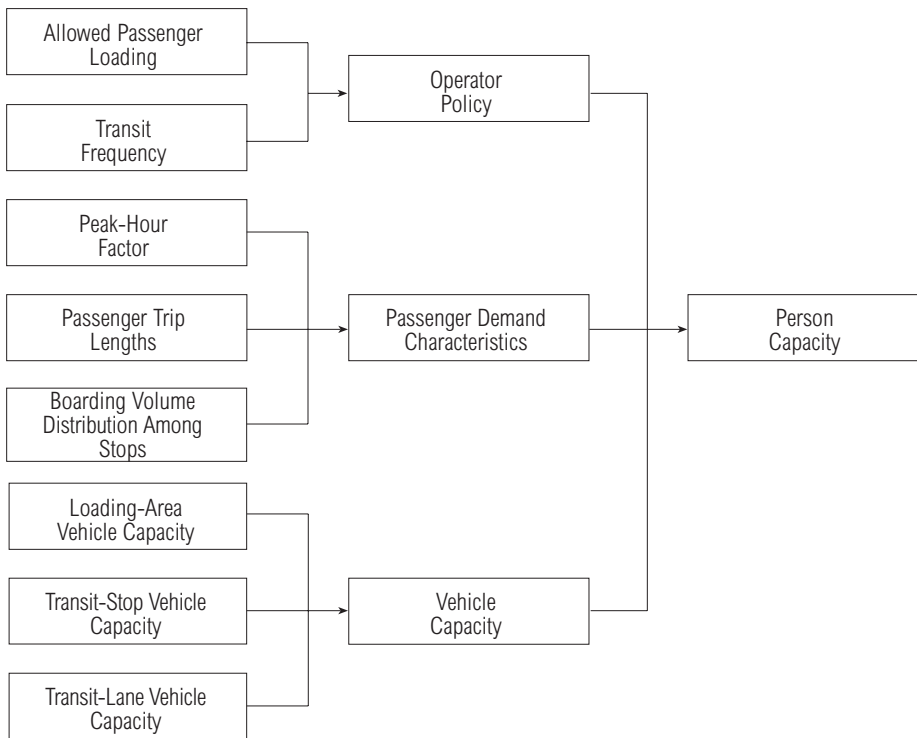 Allowed Passenger
Loading
Transit
Frequency
Operator
Policy
Peak-Hour
Factor
Passenger Trip
Lengths
Boarding Volume
Distribution Among
Stops
Passenger Demand
Characteristics
Person
Capacity
Loading-Area
Vehicle Capacity
Transit-Stop Vehicle
Capacity
Transit-Lane Vehicle
Capacity
Vehicle
Capacity